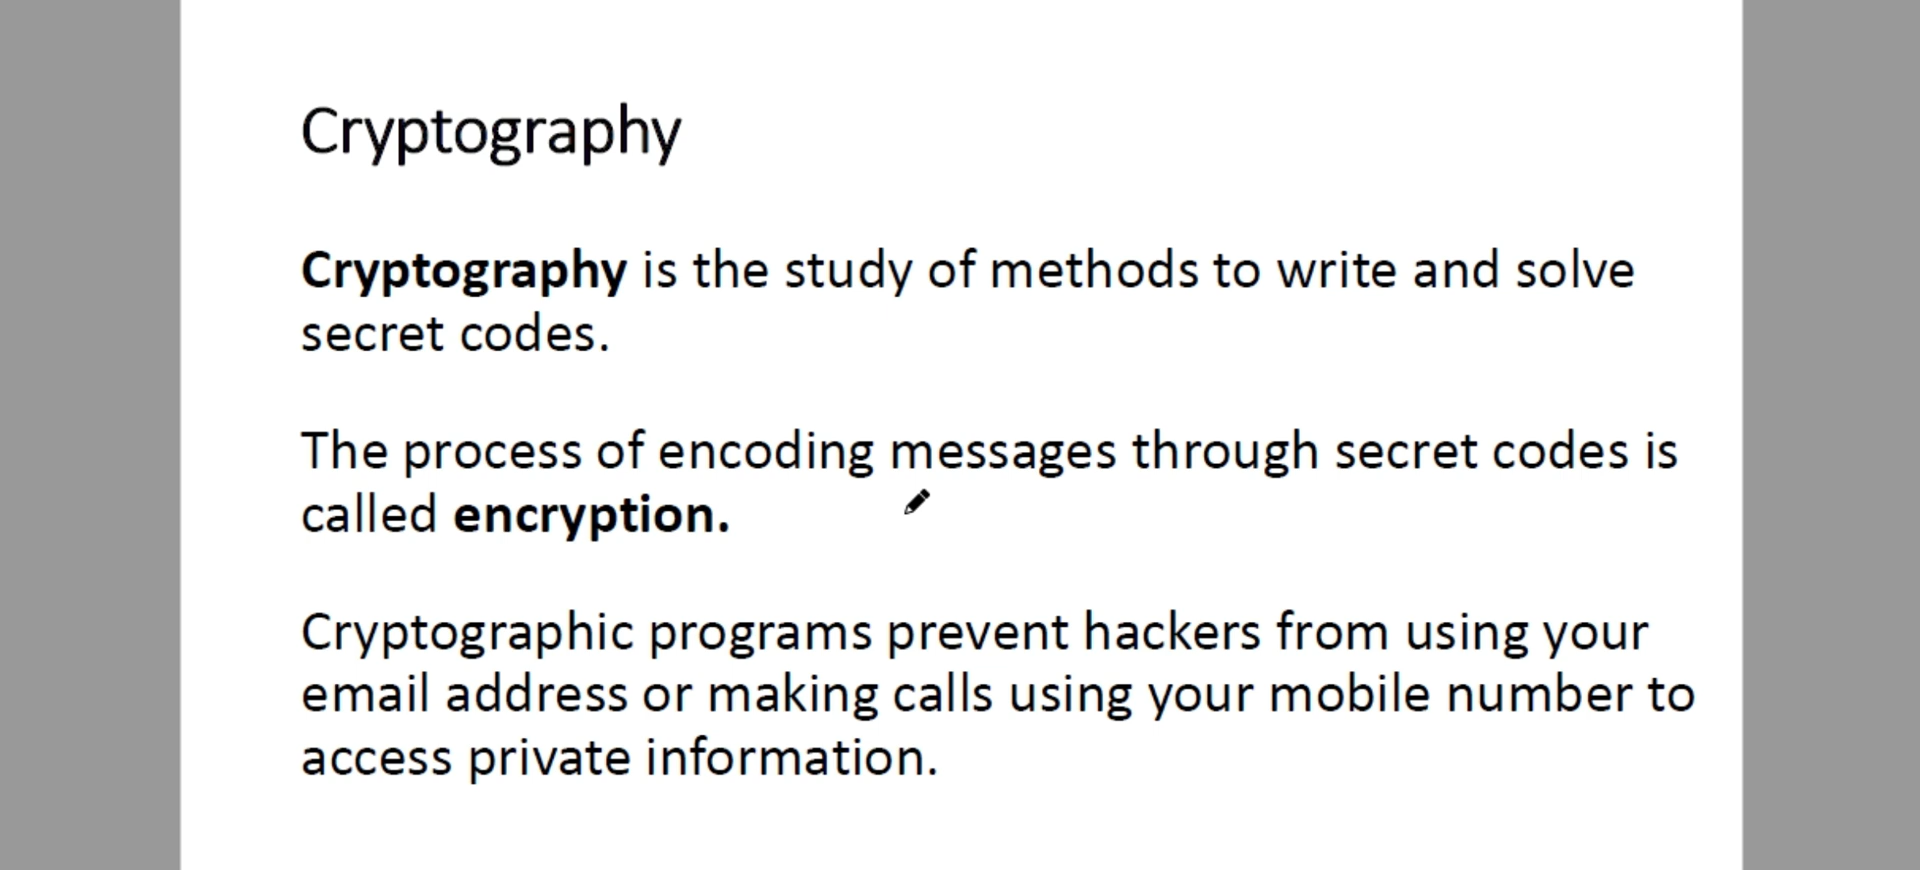 Cryptography
Cryptography is the study of methods to write and solve
secret codes.
The process of encoding messages through secret codes is
called encryption.
Cryptographic programs prevent hackers from using your
email address or making calls using your mobile number to
access private information.